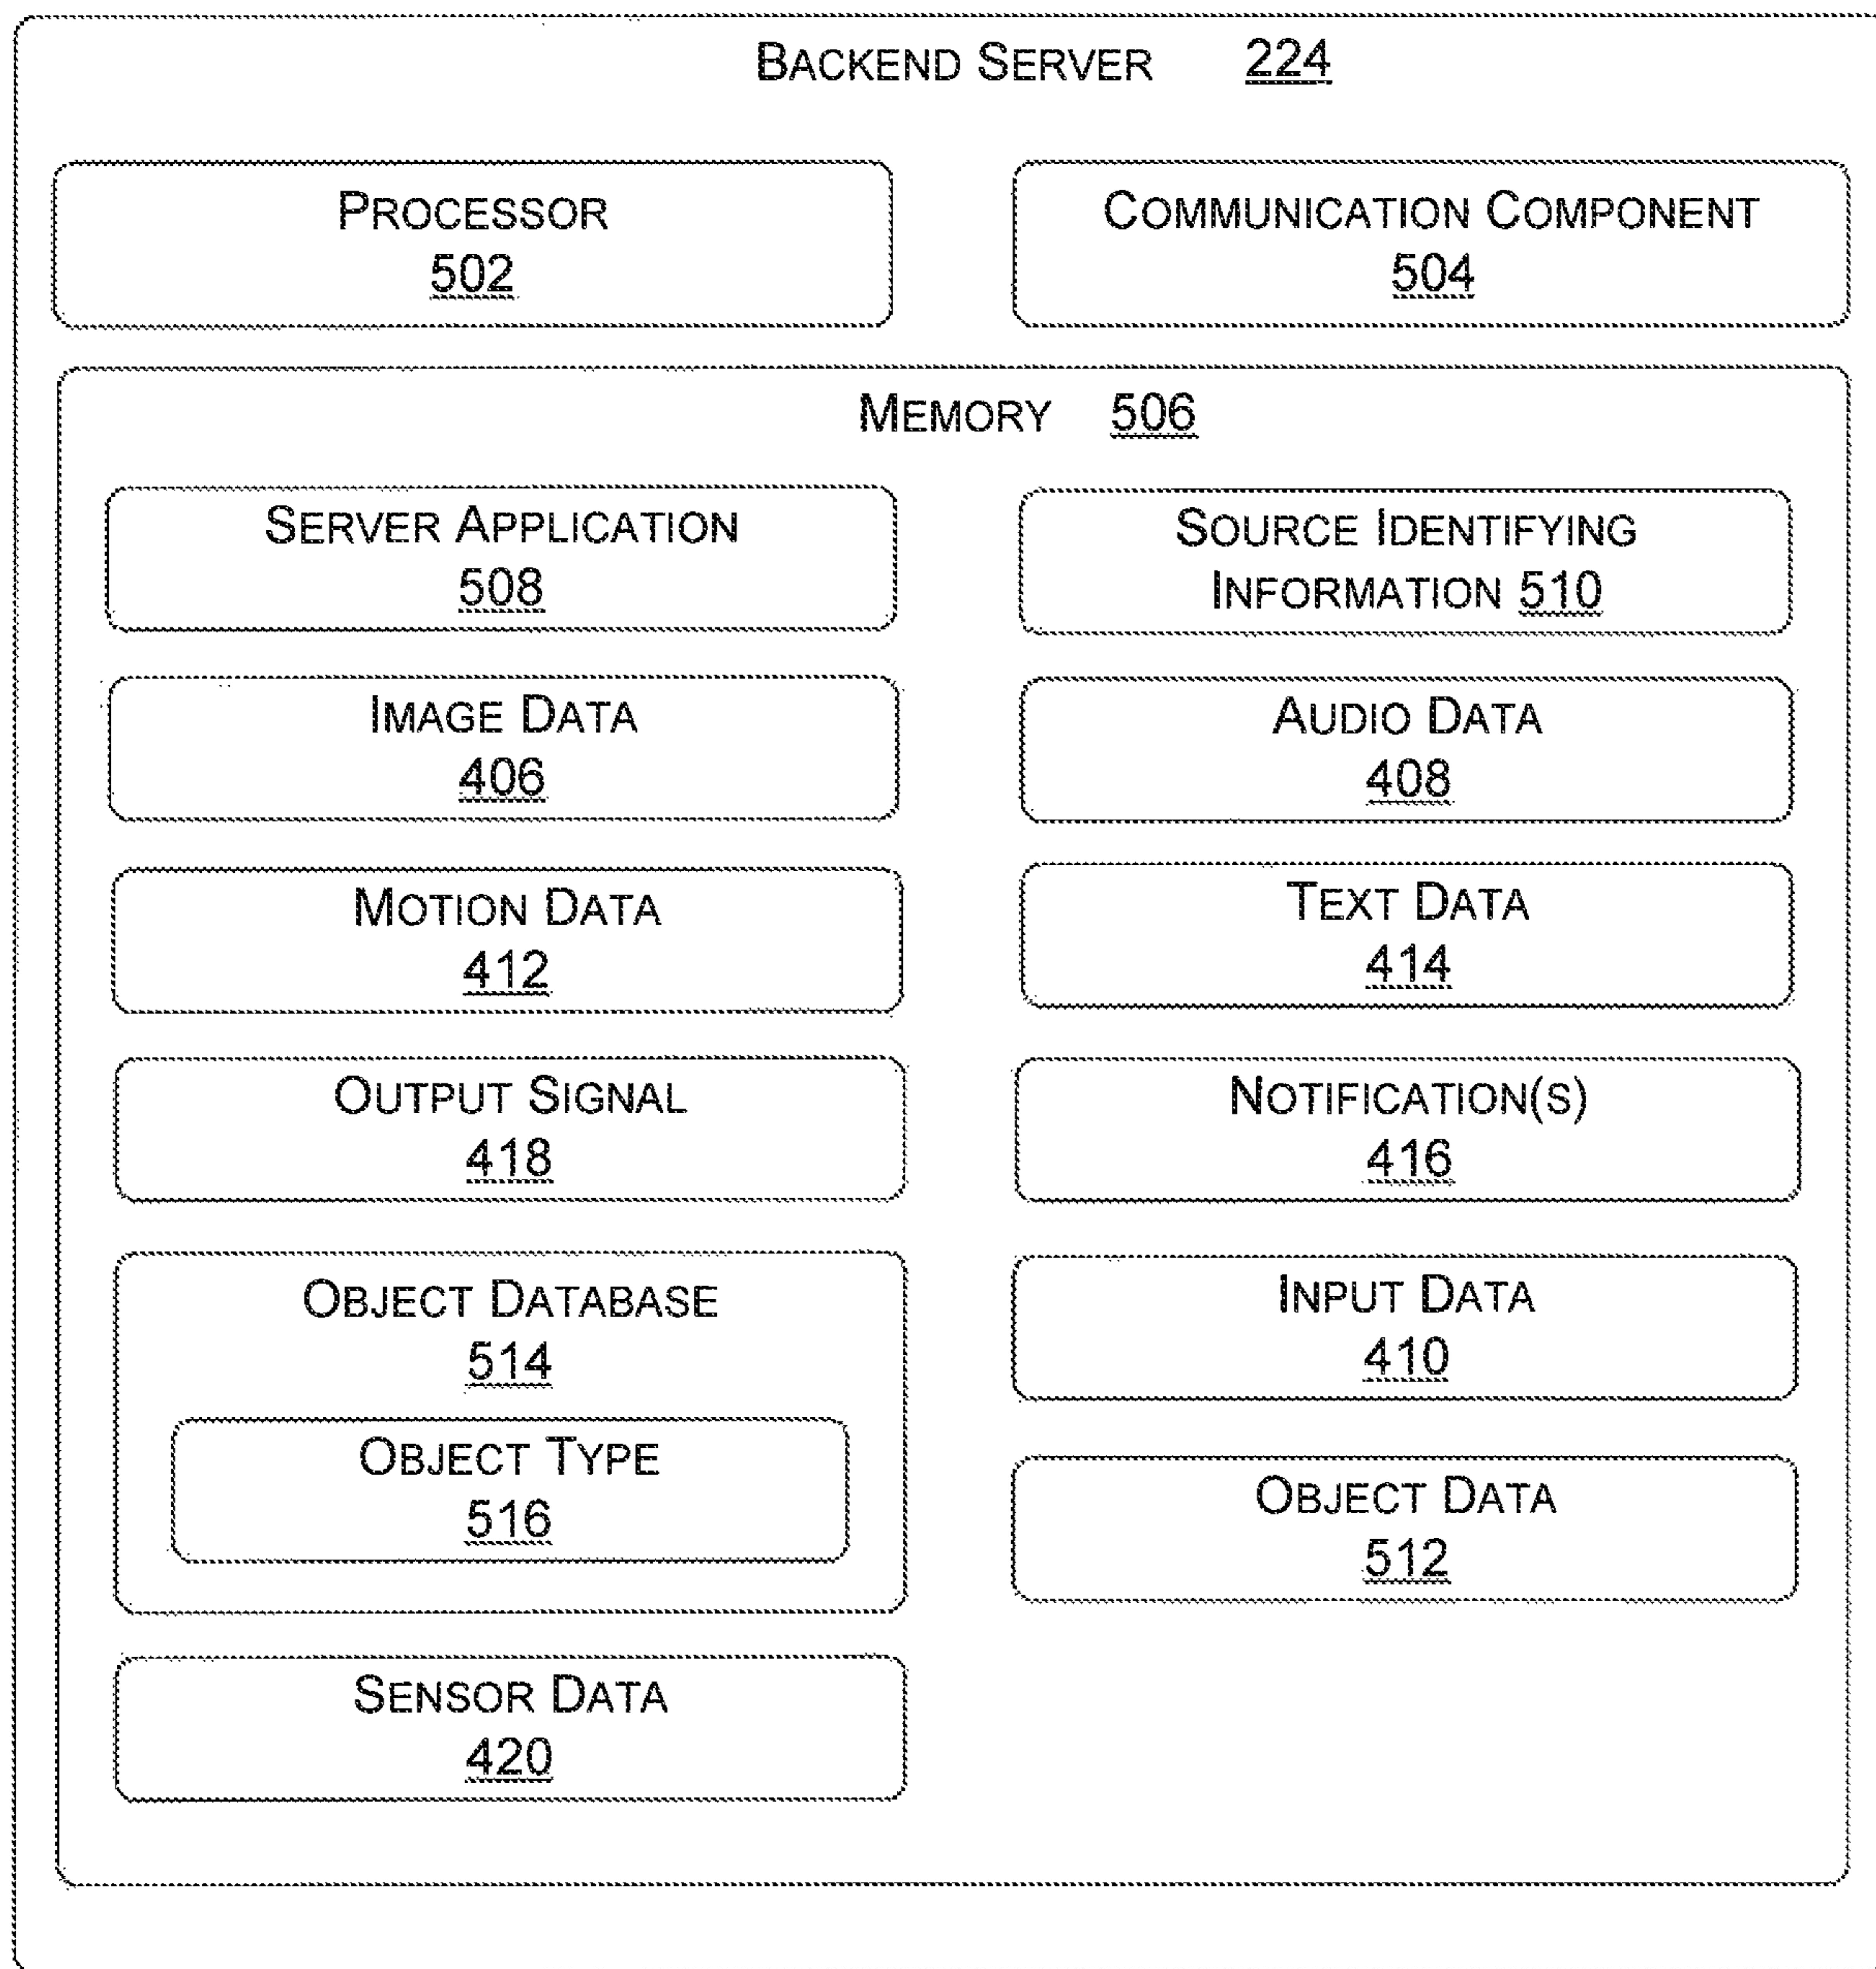 BACKEND SERVER 224
PROCESSOR
502
COMMUNICATION COMPONENT
504
MEMORY 506
SERVER APPLICATION
508
SOURCE IDENTIFYING
INFORMATION 510
IMAGE DATA
406
AUDIO DATA
408
MOTION DATA
412
TEXT DATA
414
OUTPUT SIGNAL
418
NOTIFICATION(S)
416
OBJECT DATABASE
514
OBJECT TYPE
516
INPUT DATA
410
OBJECT DATA
512
SENSOR DATA
420